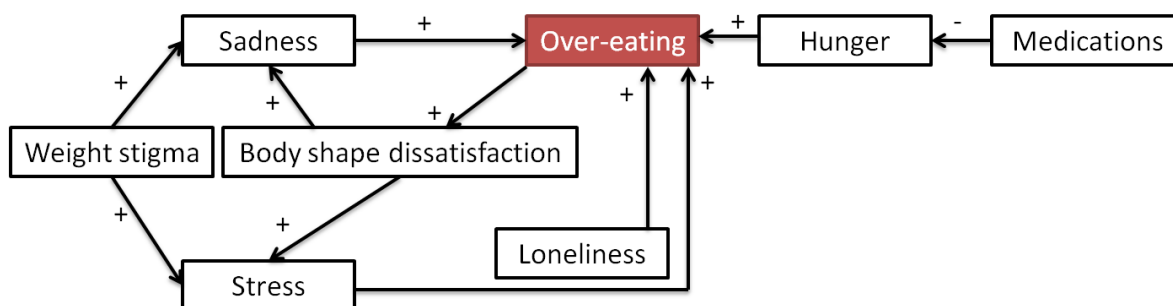 Sadness
+
Over-eating
+
Hunger
-
Medications
+
+
+
+
+
Weight stigma
Body shape dissatisfaction
+
+
Loneliness
Stress